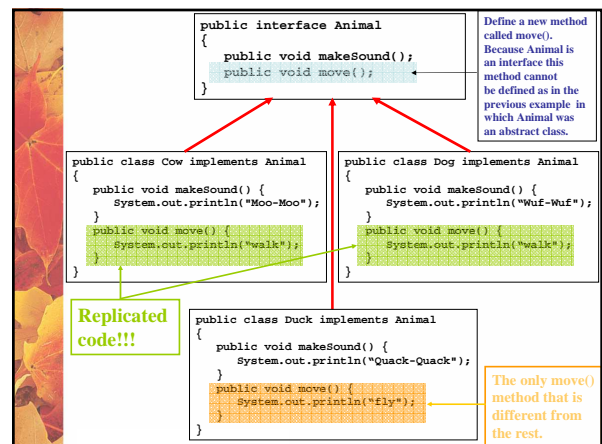 public interface Animal
{
public void makeSound();
public void move();
}
Define a new method
called move().
Because Animal is
an interface this
method cannot
be defined as in the
previous example in
which Animal was
an abstract class.
public class Cow implements Animal
{
public void makeSound() {
System.out.println("Moo-Moo");
}
public void move() {
System.out.println(“walk");
}
}
public class Dog implements Animal
{
public void makeSound() {
System.out.println(“Wuf-Wuf");
}
public void move() {
System.out.println(“walk");
}
}
Replicated
code!!!
public class Duck implements Animal
{
public void makeSound() {
System.out.println(“Quack-Quack");
}
public void move() {
System.out.println(“fly");
}
}
The only move()
method that is
different from
the rest.